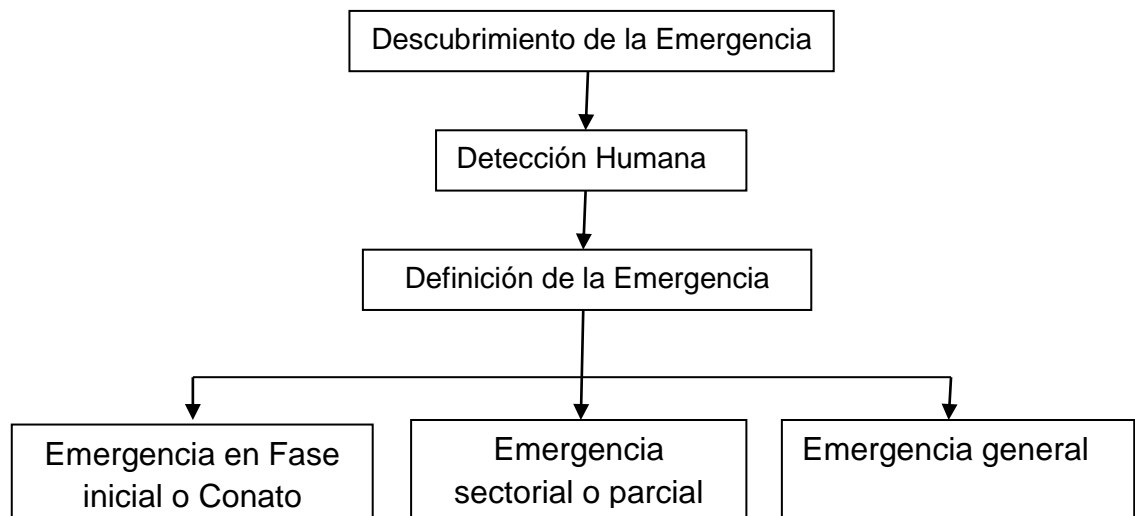 Descubrimiento de la Emergencia
Detección Humana
Definición de la Emergencia
Emergencia en Fase
inicial o Conato
Emergencia
sectorial o parcial
Emergencia general